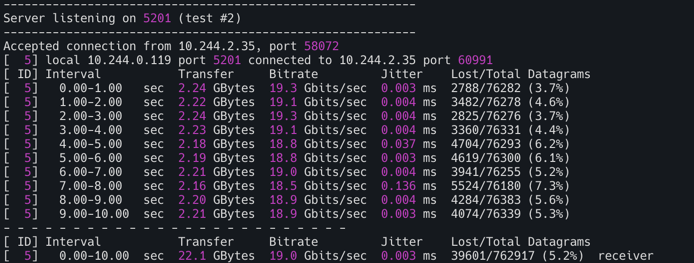 -----------------------------------------------------------
Server listening on 5201 (test #2)
-----------------------------------------------------------
Accepted connection from 10.244.2.35, port 58072
[  5] local 10.244.0.119 port 5201 connected to 10.244.2.35 port 60991
[ ID] Interval           Transfer     Bitrate         Jitter    Lost/Total Datagrams
[  5]   0.00-1.00   sec  2.24 GBytes  19.3 Gbits/sec  0.003 ms  2788/76282 (3.7%)
[  5]   1.00-2.00   sec  2.22 GBytes  19.1 Gbits/sec  0.004 ms  3482/76278 (4.6%)
[  5]   2.00-3.00   sec  2.24 GBytes  19.3 Gbits/sec  0.003 ms  2825/76276 (3.7%)
[  5]   3.00-4.00   sec  2.23 GBytes  19.1 Gbits/sec  0.004 ms  3360/76331 (4.4%)
[  5]   4.00-5.00   sec  2.18 GBytes  18.8 Gbits/sec  0.037 ms  4704/76293 (6.2%)
[  5]   5.00-6.00   sec  2.19 GBytes  18.8 Gbits/sec  0.003 ms  4619/76300 (6.1%)
[  5]   6.00-7.00   sec  2.21 GBytes  19.0 Gbits/sec  0.004 ms  3941/76255 (5.2%)
[  5]   7.00-8.00   sec  2.16 GBytes  18.5 Gbits/sec  0.136 ms  5524/76180 (7.3%)
[  5]   8.00-9.00   sec  2.20 GBytes  18.9 Gbits/sec  0.004 ms  4284/76383 (5.6%)
[  5]   9.00-10.00  sec  2.21 GBytes  18.9 Gbits/sec  0.003 ms  4074/76339 (5.3%)
- - - - - - - - - - - - - - - - - - - - - - - - -
[ ID] Interval           Transfer     Bitrate         Jitter    Lost/Total Datagrams
[  5]   0.00-10.00  sec  22.1 GBytes  19.0 Gbits/sec  0.003 ms  39601/762917 (5.2%)  receiver